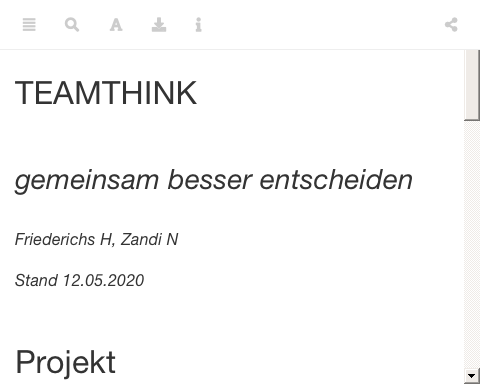 TEAMTHINK
gemeinsam besser entscheiden
Friederichs H, Zandi N
Stand 12.05.2020
Projekt